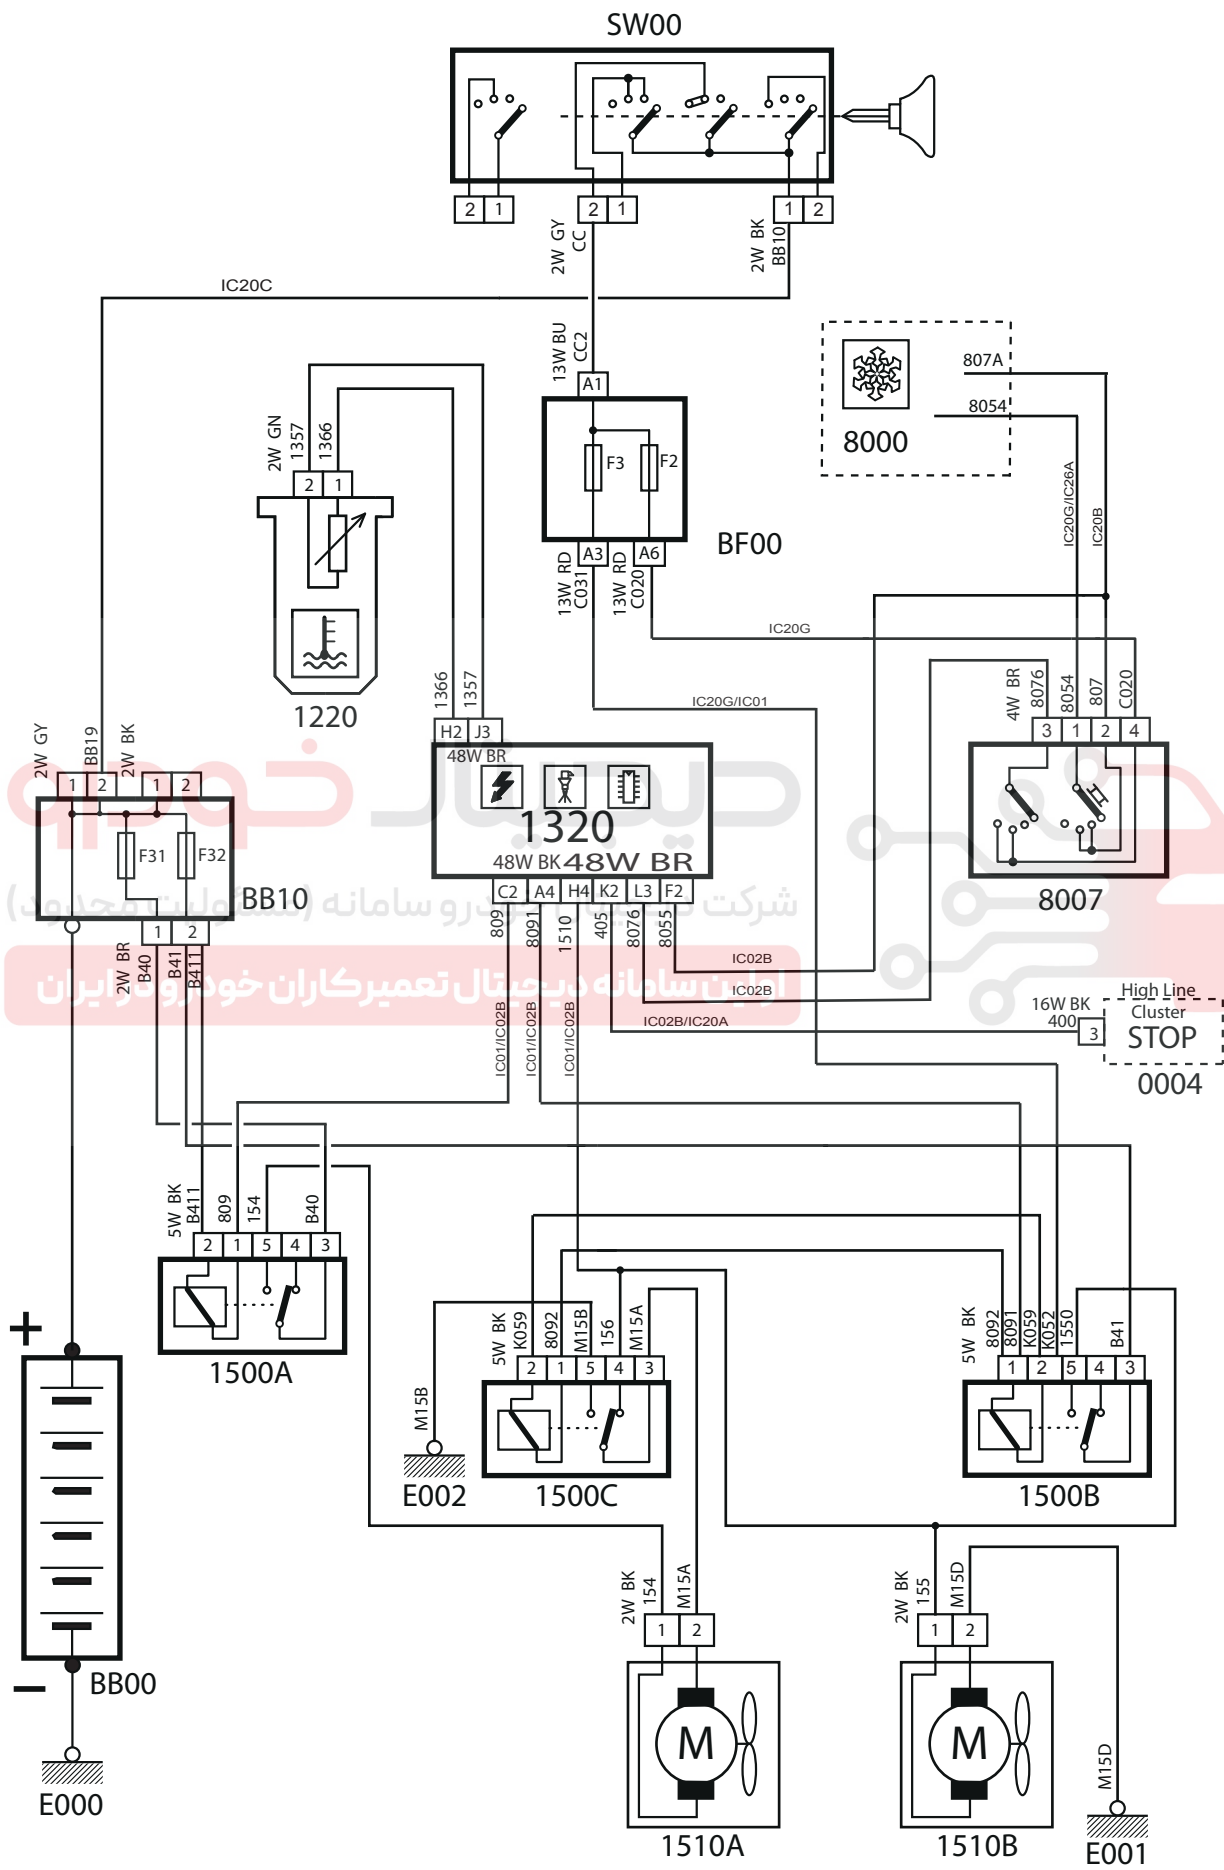 SW00
2 1
2 1
1 2
2W GY
CC
2W BK
BB10
IC20C
13W BU
CC2
A1
F3
F2
BF00
A3
A6
13W RD
C031
13W RD
C020
807A
8054
8000
IC20G/IC26A
IC20B
2W GN
1357
1366
2 1
1220
IC20G
IC20G/IC01
1366
1357
H2 J3
48W BR
1320
48W BK 48W BR
C2 A4 H4 K2 L3 F2
809
8091
1510
405
8076
8055
4W BR
8076
8054
807
C020
3 1 2 4
8007
2W GY
BB19
2W BK
1 2
1 2
F31
F32
BB10
1 2
2W BR
B40
B41
B411
دیجیتال خودرو
شرکت دیجیتال خودرو سامانه (مسئولیت محدود)
اولین سامانه دیجیتال تعمیرکاران خودرو در ایران
IC02B
IC02B
IC02B/IC20A
IC01/IC02B
IC01/IC02B
IC01/IC02B
16W BK
400
3
High Line
Cluster
STOP
0004
5W BK
B411
809
154
B40
2 1 5 4 3
1500A
5W BK
K059
8092
M15B
156
M15A
2 1 5 4 3
1500C
M15B
E002
5W BK
8092
8091
K059
K052
1550
B41
1 2 5 4 3
1500B
+
−
BB00
E000
2W BK
154
M15A
1 2
M
1510A
2W BK
155
M15D
1 2
M
1510B
M15D
E001